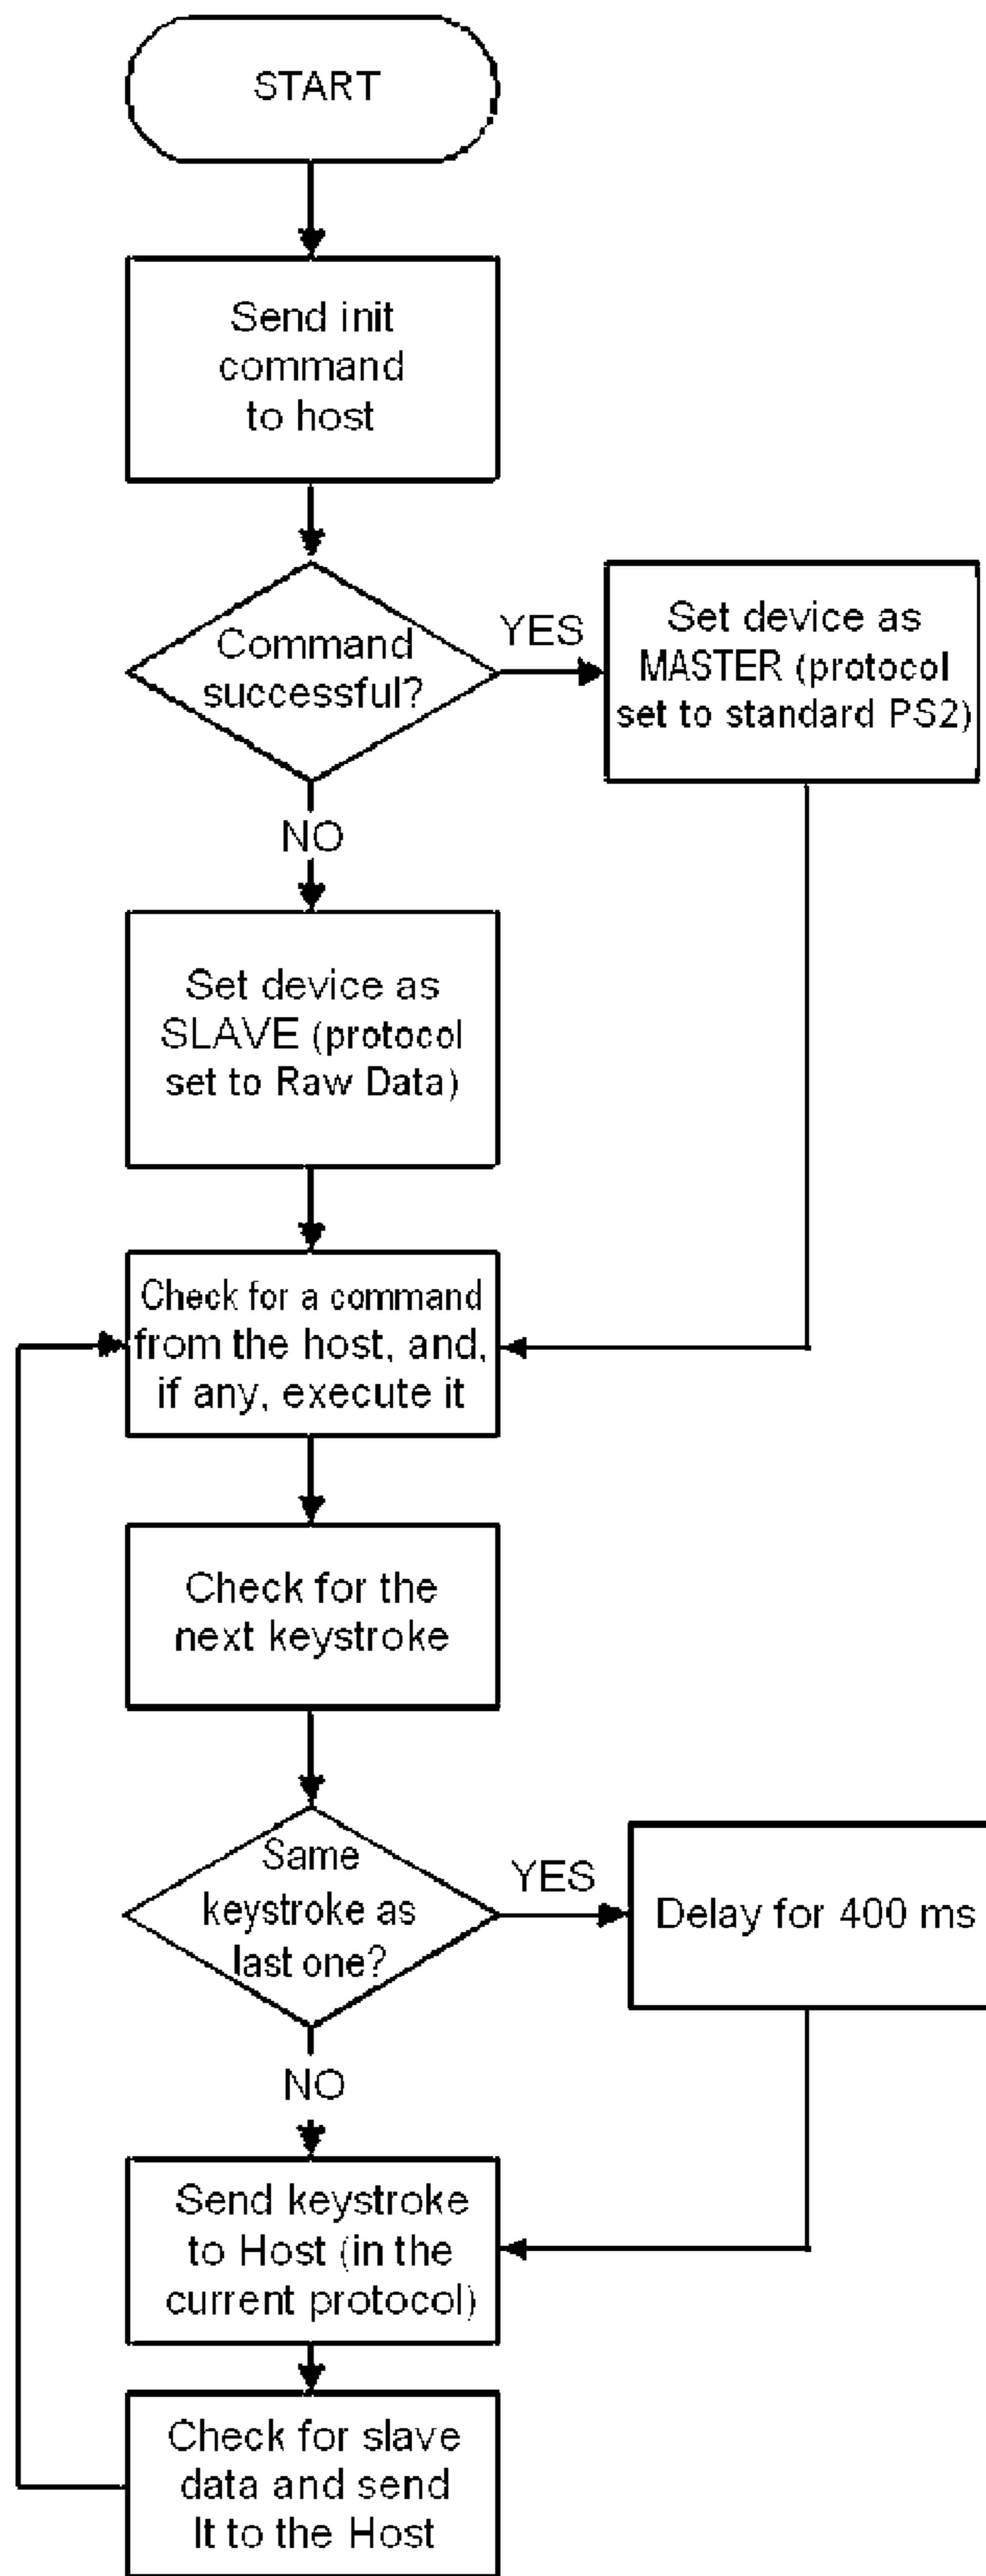 START
Send init
command
to host
Command
successful?
YES
Set device as
MASTER (protocol
set to standard PS2)
NO
Set device as
SLAVE (protocol
set to Raw Data)
Check for a command
from the host, and,
if any, execute it
Check for the
next keystroke
Same
keystroke as
last one?
YES
Delay for 400 ms
NO
Send keystroke
to Host (in the
current protocol)
Check for slave
data and send
It to the Host